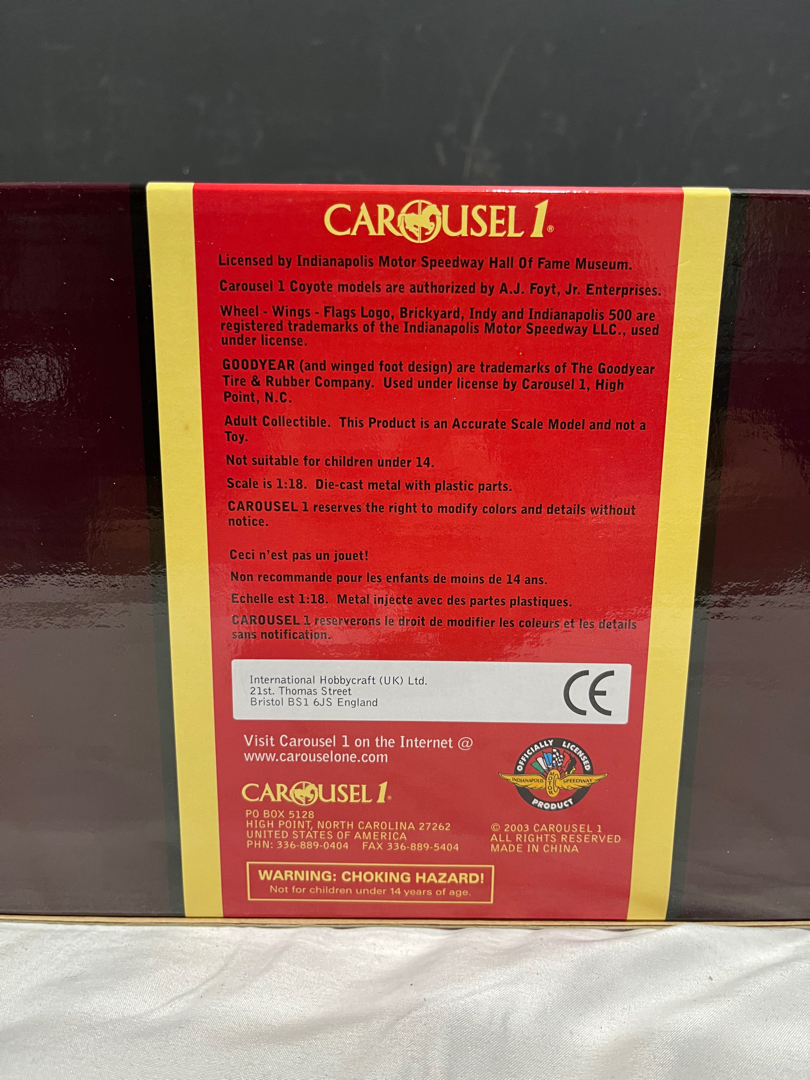 CAROUSEL 1®
Licensed by Indianapolis Motor Speedway Hall Of Fame Museum.
Carousel 1 Coyote models are authorized by A.J. Foyt, Jr. Enterprises.
Wheel - Wings - Flags Logo, Brickyard, Indy and Indianapolis 500 are
registered trademarks of the Indianapolis Motor Speedway LLC., used
under license.
GOODYEAR (and winged foot design) are trademarks of The Goodyear
Tire & Rubber Company. Used under license by Carousel 1, High
Point, N.C.
Adult Collectible. This Product is an Accurate Scale Model and not a
Toy.
Not suitable for children under 14.
Scale is 1:18. Die-cast metal with plastic parts.
CAROUSEL 1 reserves the right to modify colors and details without
notice.
Ceci n'est pas un jouet!
Non recommande pour les enfants de moins de 14 ans.
Echelle est 1:18. Metal injecte avec des partes plastiques.
CAROUSEL 1 reserverons le droit de modifier les couleurs et les details
sans notification.
International Hobbycraft (UK) Ltd.
21st. Thomas Street
Bristol BS1 6JS England
CE
Visit Carousel 1 on the Internet @
www.carouselone.com
CAROUSEL 1®
PO BOX 5128
HIGH POINT, NORTH CAROLINA 27262
UNITED STATES OF AMERICA
PHN: 336-889-0404 FAX 336-889-5404
OFFICIALLY LICENSED
INDIANAPOLIS MOTOR SPEEDWAY
PRODUCT
© 2003 CAROUSEL 1
ALL RIGHTS RESERVED
MADE IN CHINA
WARNING: CHOKING HAZARD!
Not for children under 14 years of age.